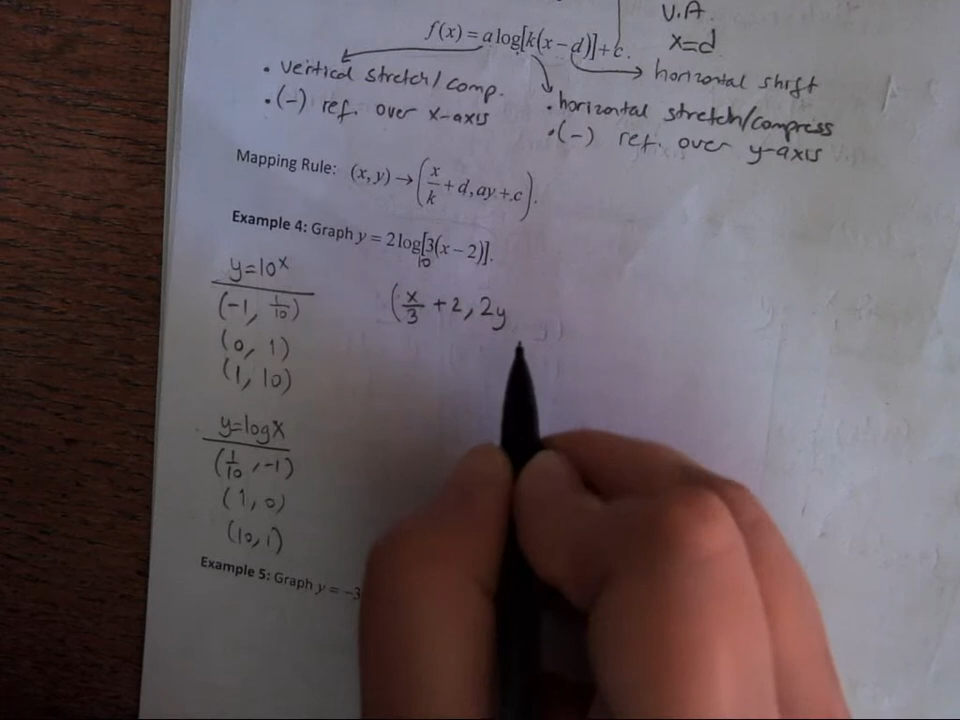 V.A.
x=d
f(x) = a log[k(x−d)]+c.
• vertical stretch/comp.
• (−) ref. over x-axis
horizontal shift
• horizontal stretch/compress
• (−) ref. over y-axis
Mapping Rule: (x, y) → (x/k + d, ay + c).
Example 4: Graph y = 2 log[3(x − 2)].
10
y=10^x
(-1, 1/10)
(0, 1)
(1, 10)
(x/3 + 2, 2y
y=logx
(1/10, -1)
(1, 0)
(10, 1)
Example 5: Graph y = −3